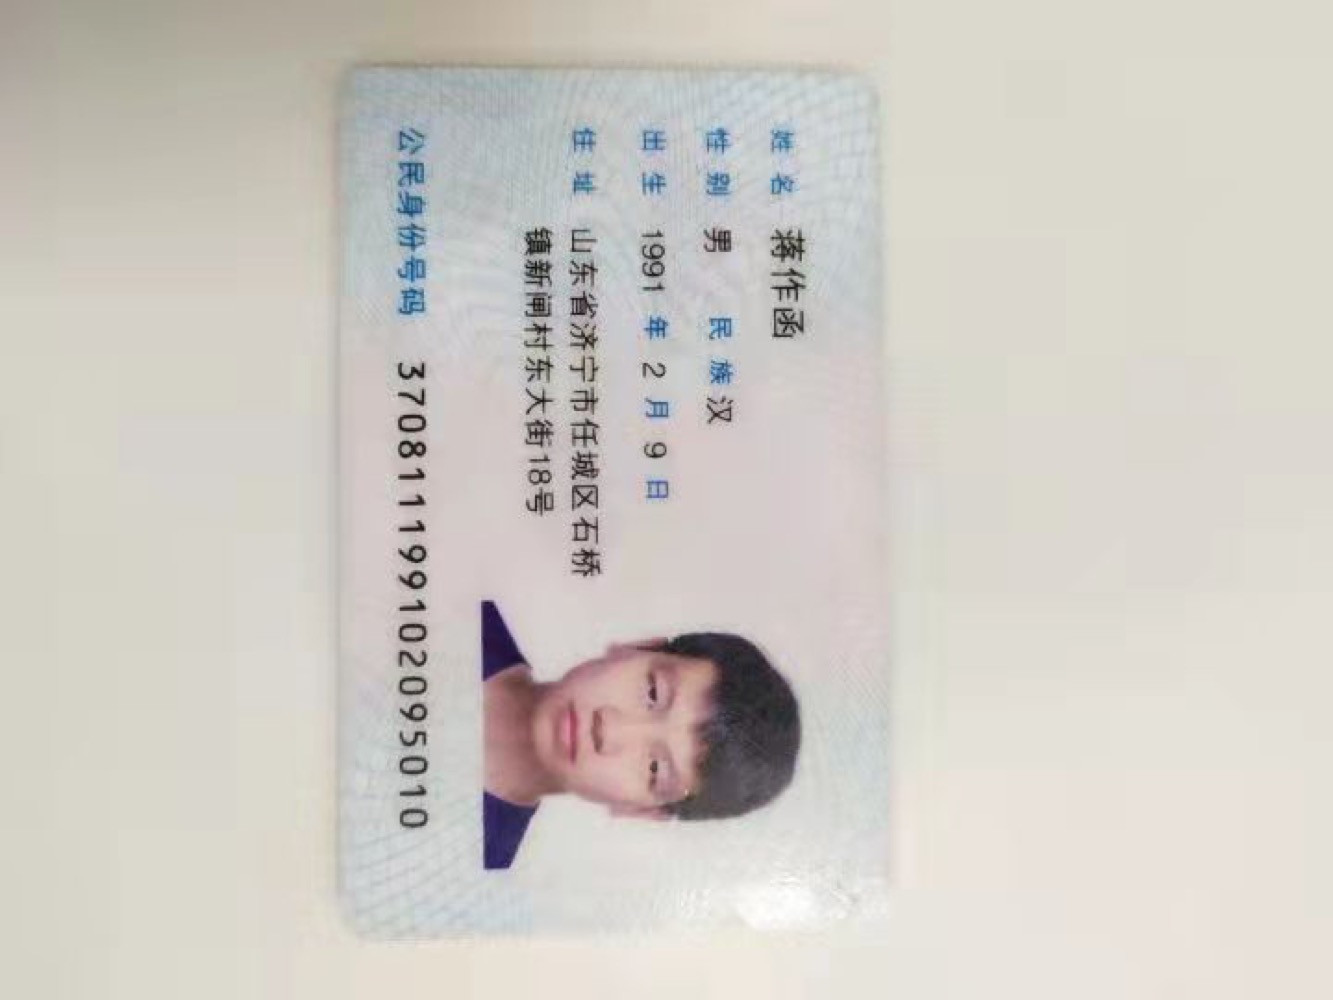 姓名 蒋作函
性别 男 民族 汉
出生 1991 年 2 月 9 日
住址 山东省济宁市任城区石桥
镇新闸村东大街18号
公民身份号码 370811199102095010